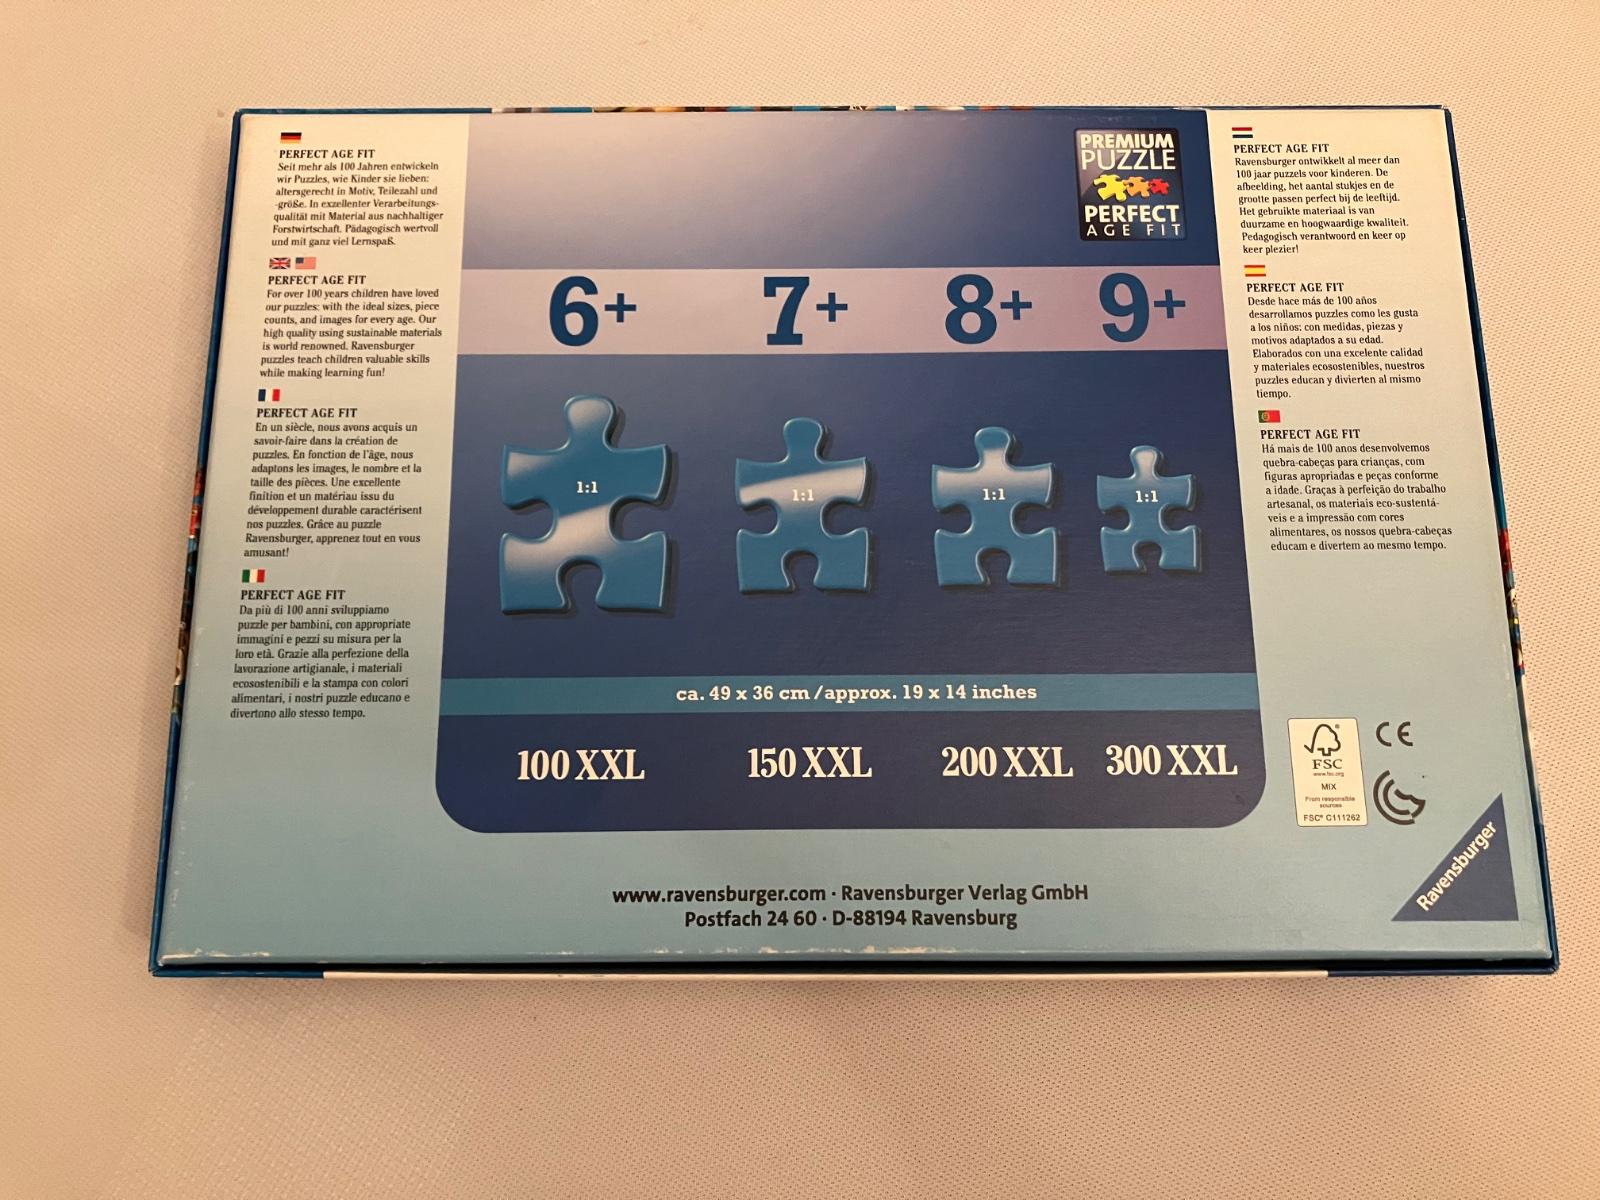 PERFECT AGE FIT
Seit mehr als 100 Jahren entwickeln
wir Puzzles, wie Kinder sie lieben:
altersgerecht in Motiv, Teilezahl und
-größe. In exzellenter Verarbeitungs-
qualität mit Material aus nachhaltiger
Forstwirtschaft. Pädagogisch wertvoll
und mit ganz viel Lernspaß.
PERFECT AGE FIT
For over 100 years children have loved
our puzzles: with the ideal sizes, piece
counts, and images for every age. Our
high quality using sustainable materials
is world renowned. Ravensburger
puzzles teach children valuable skills
while making learning fun!
PERFECT AGE FIT
En un siècle, nous avons acquis un
savoir-faire dans la création de
puzzles. En fonction de l'âge, nous
adaptons les images, le nombre et la
taille des pièces. Une excellente
finition et un matériau issu du
développement durable caractérisent
nos puzzles. Grâce au puzzle
Ravensburger, apprenez tout en vous
amusant!
PERFECT AGE FIT
Da più di 100 anni sviluppiamo
puzzle per bambini, con appropriate
immagini e pezzi su misura per la
loro età. Grazie alla perfezione della
lavorazione artigianale, i materiali
ecosostenibili e la stampa con colori
alimentari, i nostri puzzle educano e
divertono allo stesso tempo.
PREMIUM
PUZZLE
PERFECT
AGE FIT
6+ 7+ 8+ 9+
1:1 1:1 1:1 1:1
ca. 49 x 36 cm / approx. 19 x 14 inches
100 XXL 150 XXL 200 XXL 300 XXL
PERFECT AGE FIT
Ravensburger ontwikkelt al meer dan
100 jaar puzzels voor kinderen. De
afbeelding, het aantal stukjes en de
grootte passen perfect bij de leeftijd.
Het gebruikte materiaal is van
duurzame en hoogwaardige kwaliteit.
Pedagogisch verantwoord en keer op
keer plezier!
PERFECT AGE FIT
Desde hace más de 100 años
desarrollamos puzzles como les gusta
a los niños: con medidas, piezas y
motivos adaptados a su edad.
Elaborados con una excelente calidad
y materiales ecosostenibles, nuestros
puzzles educan y divierten al mismo
tiempo.
PERFECT AGE FIT
Há mais de 100 anos desenvolvemos
quebra-cabeças para crianças, com
figuras apropriadas e peças conforme
a idade. Graças à perfeição do trabalho
artesanal, os materiais eco-sustentá-
veis e a impressão com cores
alimentares, os nossos quebra-cabeças
educam e divertem ao mesmo tempo.
FSC
www.fsc.org
MIX
From responsible
sources
FSC® C111262
CE
Ravensburger
www.ravensburger.com · Ravensburger Verlag GmbH
Postfach 24 60 · D-88194 Ravensburg